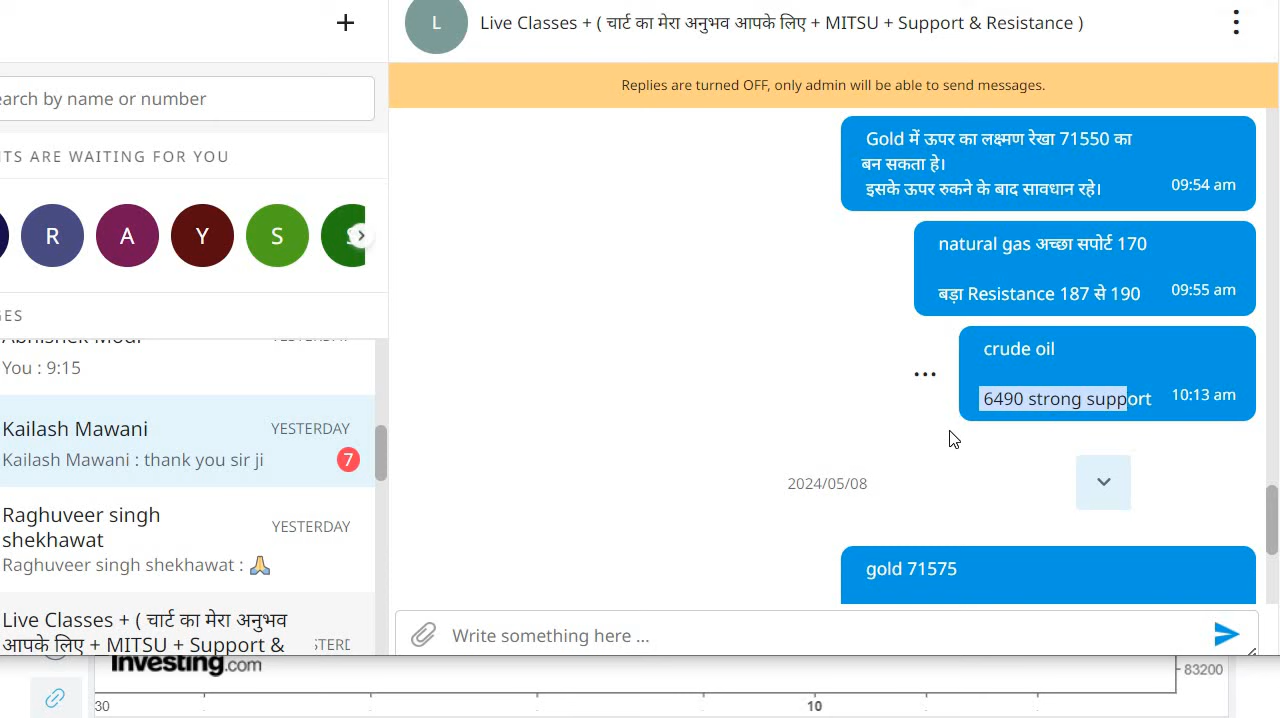 +
L
Live Classes + ( चार्ट का मेरा अनुभव आपके लिए + MITSU + Support & Resistance )
earch by name or number
Replies are turned OFF, only admin will be able to send messages.
NTS ARE WAITING FOR YOU
R
A
Y
S
GES
YESTERDAY
You : 9:15
Kailash Mawani
YESTERDAY
Kailash Mawani : thank you sir ji
7
Raghuveer singh
shekhawat
YESTERDAY
Raghuveer singh shekhawat : 🙏
Live Classes + ( चार्ट का मेरा अनुभव
आपके लिए + MITSU + Support &
Gold में ऊपर का लक्ष्मण रेखा 71550 का
बन सकता हे।
इसके ऊपर रुकने के बाद सावधान रहे।
09:54 am
natural gas अच्छा सपोर्ट 170
बड़ा Resistance 187 से 190
09:55 am
crude oil
6490 strong support
10:13 am
2024/05/08
gold 71575
Write something here ...
Investing.com
83200
30
10